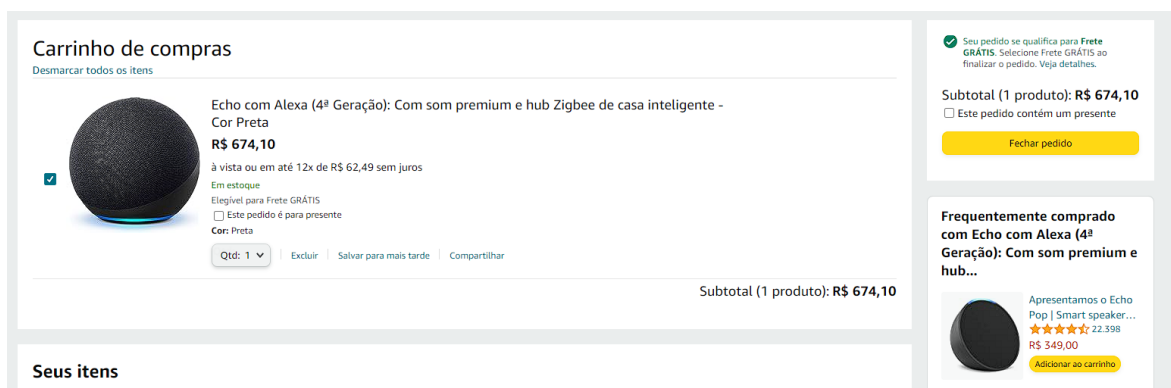 Carrinho de compras
Desmarcar todos os itens
Echo com Alexa (4ª Geração): Com som premium e hub Zigbee de casa inteligente -
Cor Preta
R$ 674,10
à vista ou em até 12x de R$ 62,49 sem juros
Em estoque
Elegível para Frete GRÁTIS
Este pedido é para presente
Cor: Preta
Qtd: 1
Excluir
Salvar para mais tarde
Compartilhar
Subtotal (1 produto): R$ 674,10
Seus itens
Seu pedido se qualifica para Frete
GRÁTIS. Selecione Frete GRÁTIS ao
finalizar o pedido. Veja detalhes.
Subtotal (1 produto): R$ 674,10
Este pedido contém um presente
Fechar pedido
Frequentemente comprado
com Echo com Alexa (4ª
Geração): Com som premium e
hub...
Apresentamos o Echo
Pop | Smart speaker...
22.398
R$ 349,00
Adicionar ao carrinho